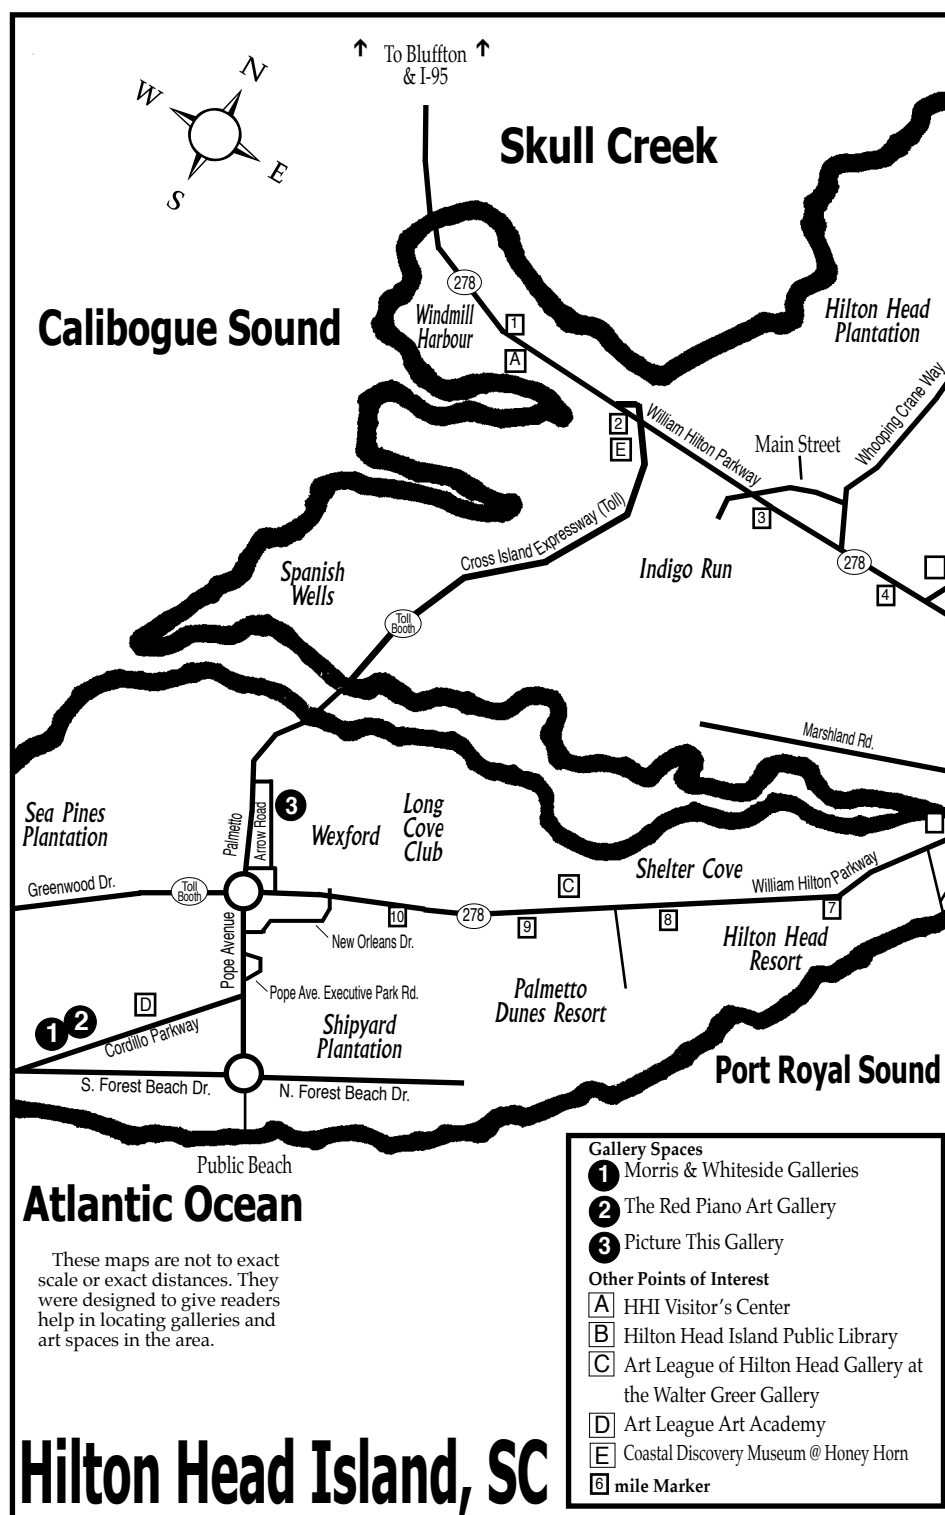 To Bluffton
& I-95
N
W
E
S
Skull Creek
278
Windmill
Harbour
Calibogue Sound
Hilton Head
Plantation
1
A
2
E
William Hilton Parkway
Main Street
Whooping Crane Way
3
Cross Island Expressway (Toll)
Indigo Run
278
4
Spanish
Wells
Toll
Booth
Marshland Rd.
Sea Pines
Plantation
Palmetto
Arrow Road
3
Wexford
Long
Cove
Club
Shelter Cove
William Hilton Parkway
Greenwood Dr.
Toll
Booth
C
10
278
9
8
7
Pope Avenue
New Orleans Dr.
Hilton Head
Resort
Pope Ave. Executive Park Rd.
Palmetto
Dunes Resort
D
1
2
Cordillo Parkway
Shipyard
Plantation
S. Forest Beach Dr.
N. Forest Beach Dr.
Port Royal Sound
Public Beach
Atlantic Ocean
These maps are not to exact
scale or exact distances. They
were designed to give readers
help in locating galleries and
art spaces in the area.
Gallery Spaces
1 Morris & Whiteside Galleries
2 The Red Piano Art Gallery
3 Picture This Gallery
Other Points of Interest
A HHI Visitor's Center
B Hilton Head Island Public Library
C Art League of Hilton Head Gallery at
the Walter Greer Gallery
D Art League Art Academy
E Coastal Discovery Museum @ Honey Horn
6 mile Marker
Hilton Head Island, SC